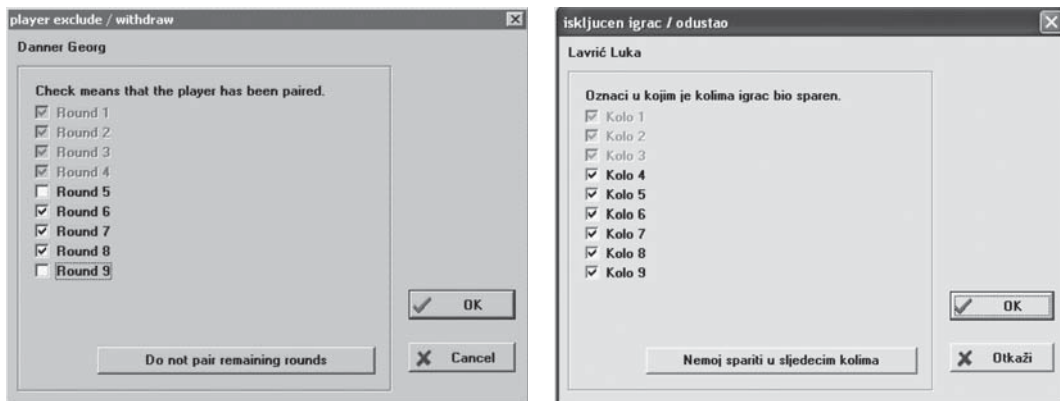 player exclude / withdraw
Danner Georg
Check means that the player has been paired.
Round 1
Round 2
Round 3
Round 4
Round 5
Round 6
Round 7
Round 8
Round 9
OK
Do not pair remaining rounds
Cancel
iskljucen igrac / odustao
Lavrić Luka
Oznaci u kojim je kolima igrac bio sparen.
Kolo 1
Kolo 2
Kolo 3
Kolo 4
Kolo 5
Kolo 6
Kolo 7
Kolo 8
Kolo 9
OK
Nemoj spariti u sljedecim kolima
Otkaži